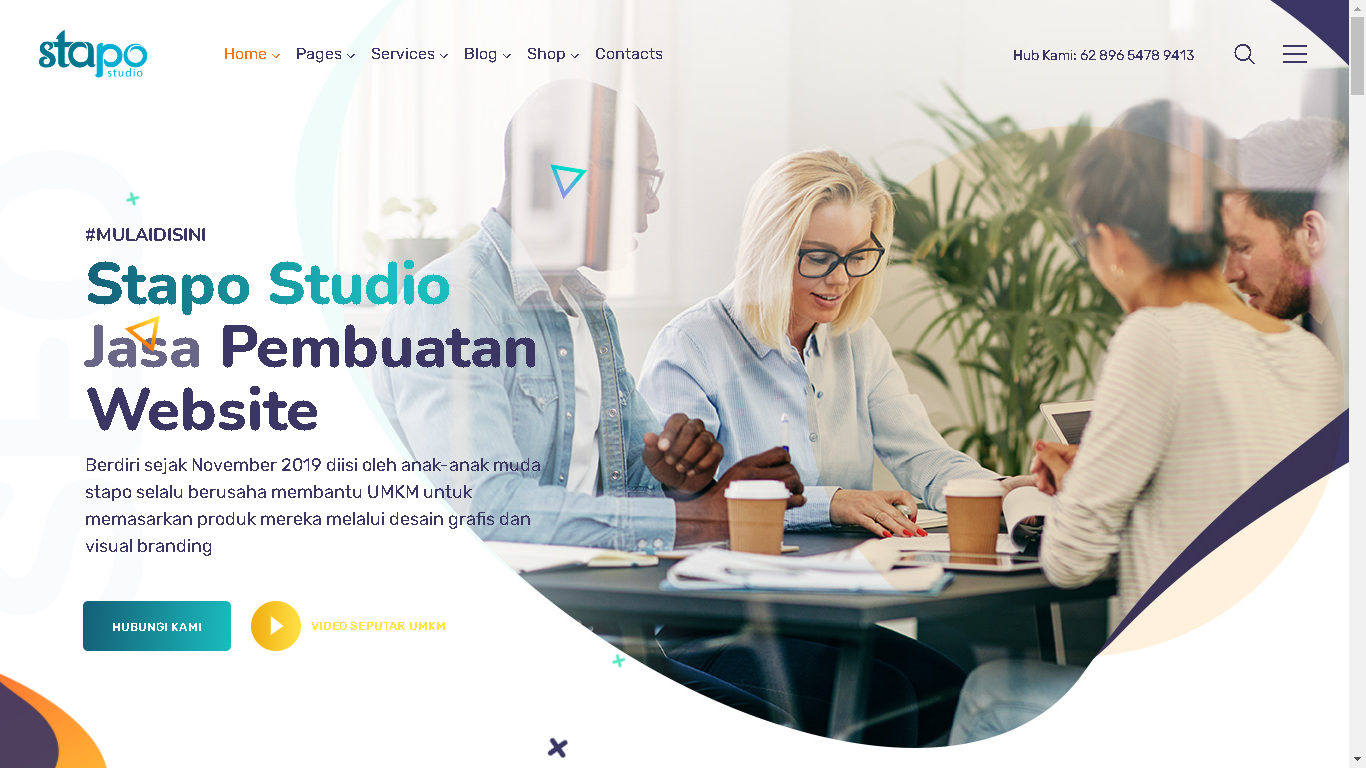 stapo
studio
Home Pages Services Blog Shop Contacts
Hub Kami: 62 896 5478 9413
SEO
#MULAIDISINI
Stapo Studio
Jasa Pembuatan
Website
Berdiri sejak November 2019 diisi oleh anak-anak muda
stapo selalu berusaha membantu UMKM untuk
memasarkan produk mereka melalui desain grafis dan
visual branding
HUBUNGI KAMI
VIDEO SEPUTAR UMKM